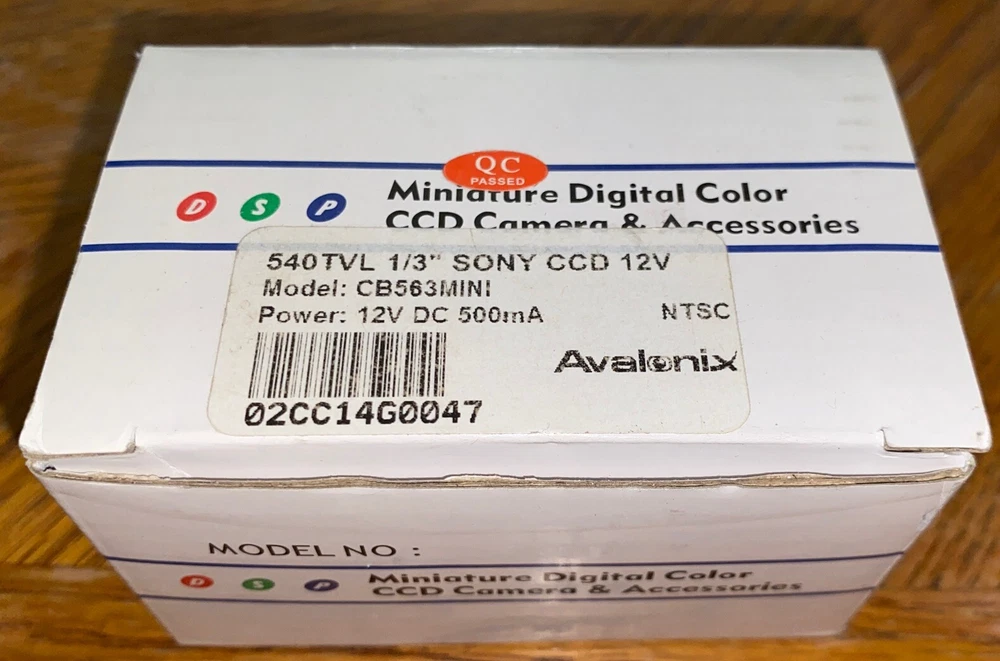 QC
PASSED
D S P
Miniature Digital Color
CCD Camera & Accessories
540TVL 1/3" SONY CCD 12V
Model: CB563MINI
Power: 12V DC 500mA
NTSC
Avalonix
02CC14G0047
MODEL NO :
D S P
Miniature Digital Color
CCD Camera & Accessories